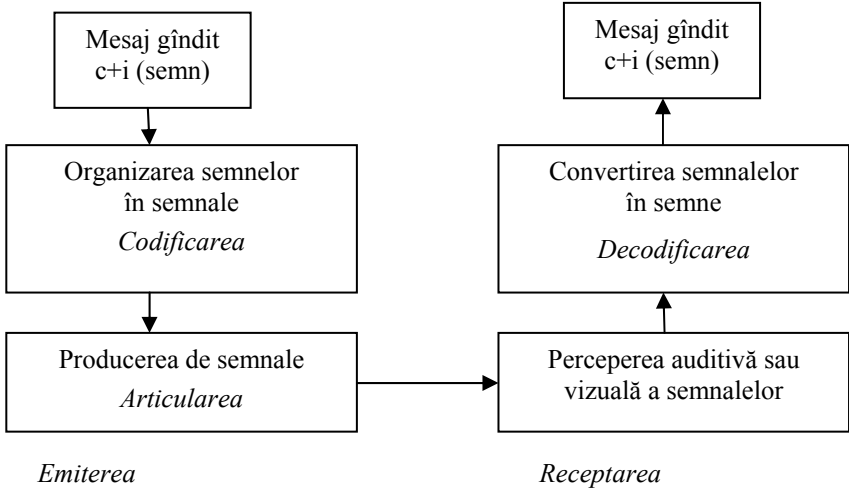 Mesaj gîndit
c+i (semn)
Organizarea semnelor
în semnale
Codificarea
Producerea de semnale
Articularea
Emiterea
Mesaj gîndit
c+i (semn)
Convertirea semnalelor
în semne
Decodificarea
Perceperea auditivă sau
vizuală a semnalelor
Receptarea